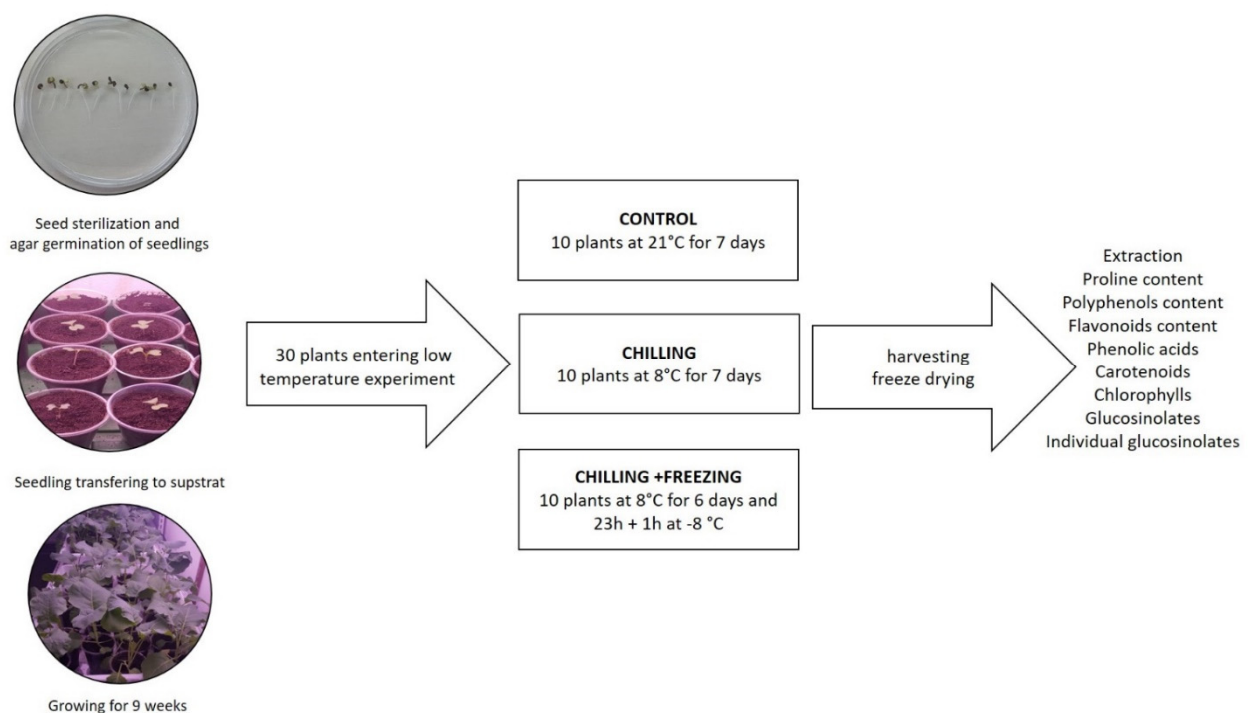 Seed sterilization and
agar germination of seedlings
Seedling transfering to supstrat
Growing for 9 weeks
30 plants entering low
temperature experiment
CONTROL
10 plants at 21°C for 7 days
CHILLING
10 plants at 8°C for 7 days
CHILLING +FREEZING
10 plants at 8°C for 6 days and
23h + 1h at -8 °C
harvesting
freeze drying
Extraction
Proline content
Polyphenols content
Flavonoids content
Phenolic acids
Carotenoids
Chlorophylls
Glucosinolates
Individual glucosinolates